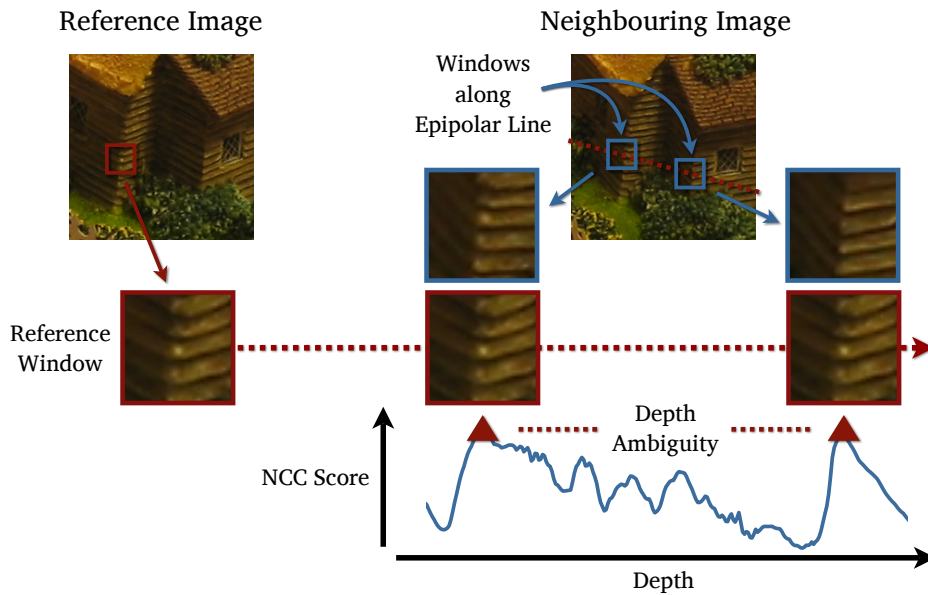 Reference Image
Neighbouring Image
Windows
along
Epipolar Line
Reference
Window
Depth
Ambiguity
NCC Score
Depth